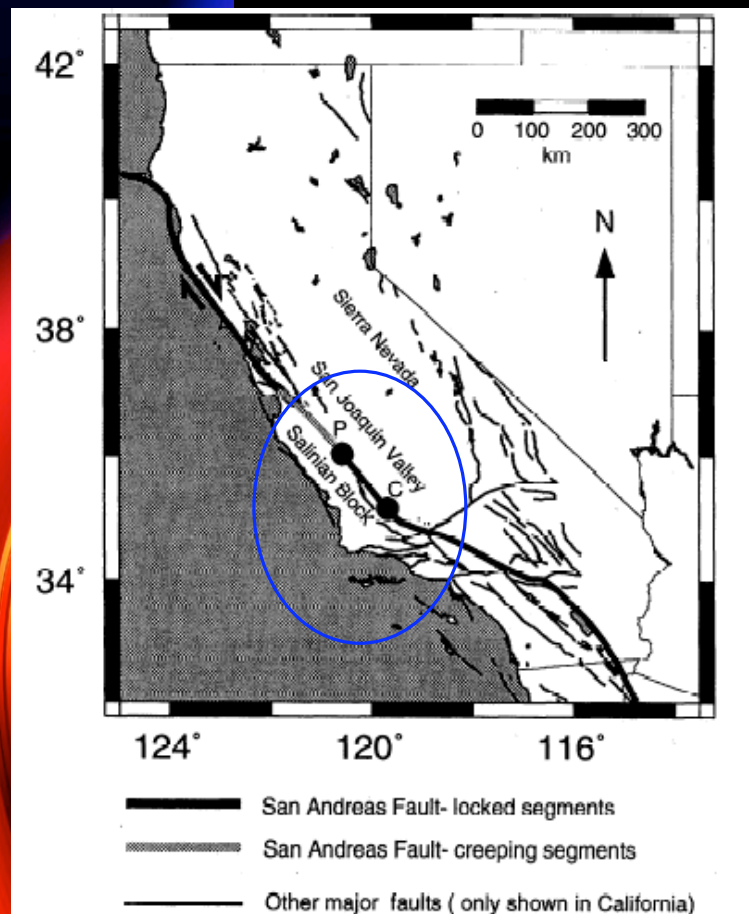 42°
0 100 200 300
km
N
38°
Sierra Nevada
San Joaquin Valley
P
Salinian Block
C
34°
124° 120° 116°
San Andreas Fault- locked segments
San Andreas Fault- creeping segments
Other major faults ( only shown in California)